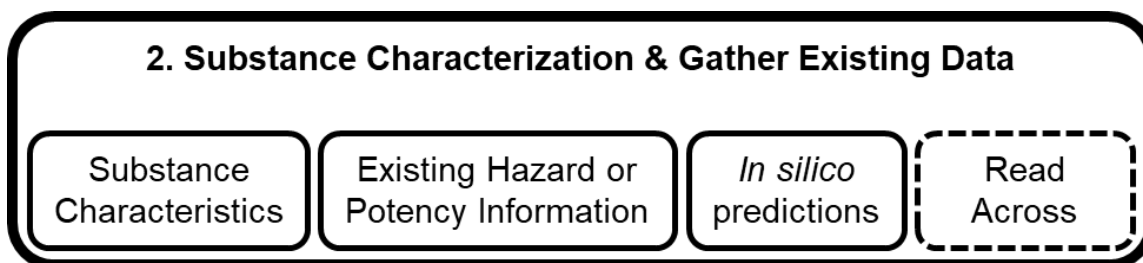 2. Substance Characterization & Gather Existing Data
Substance
Characteristics
Existing Hazard or
Potency Information
In silico
predictions
Read
Across